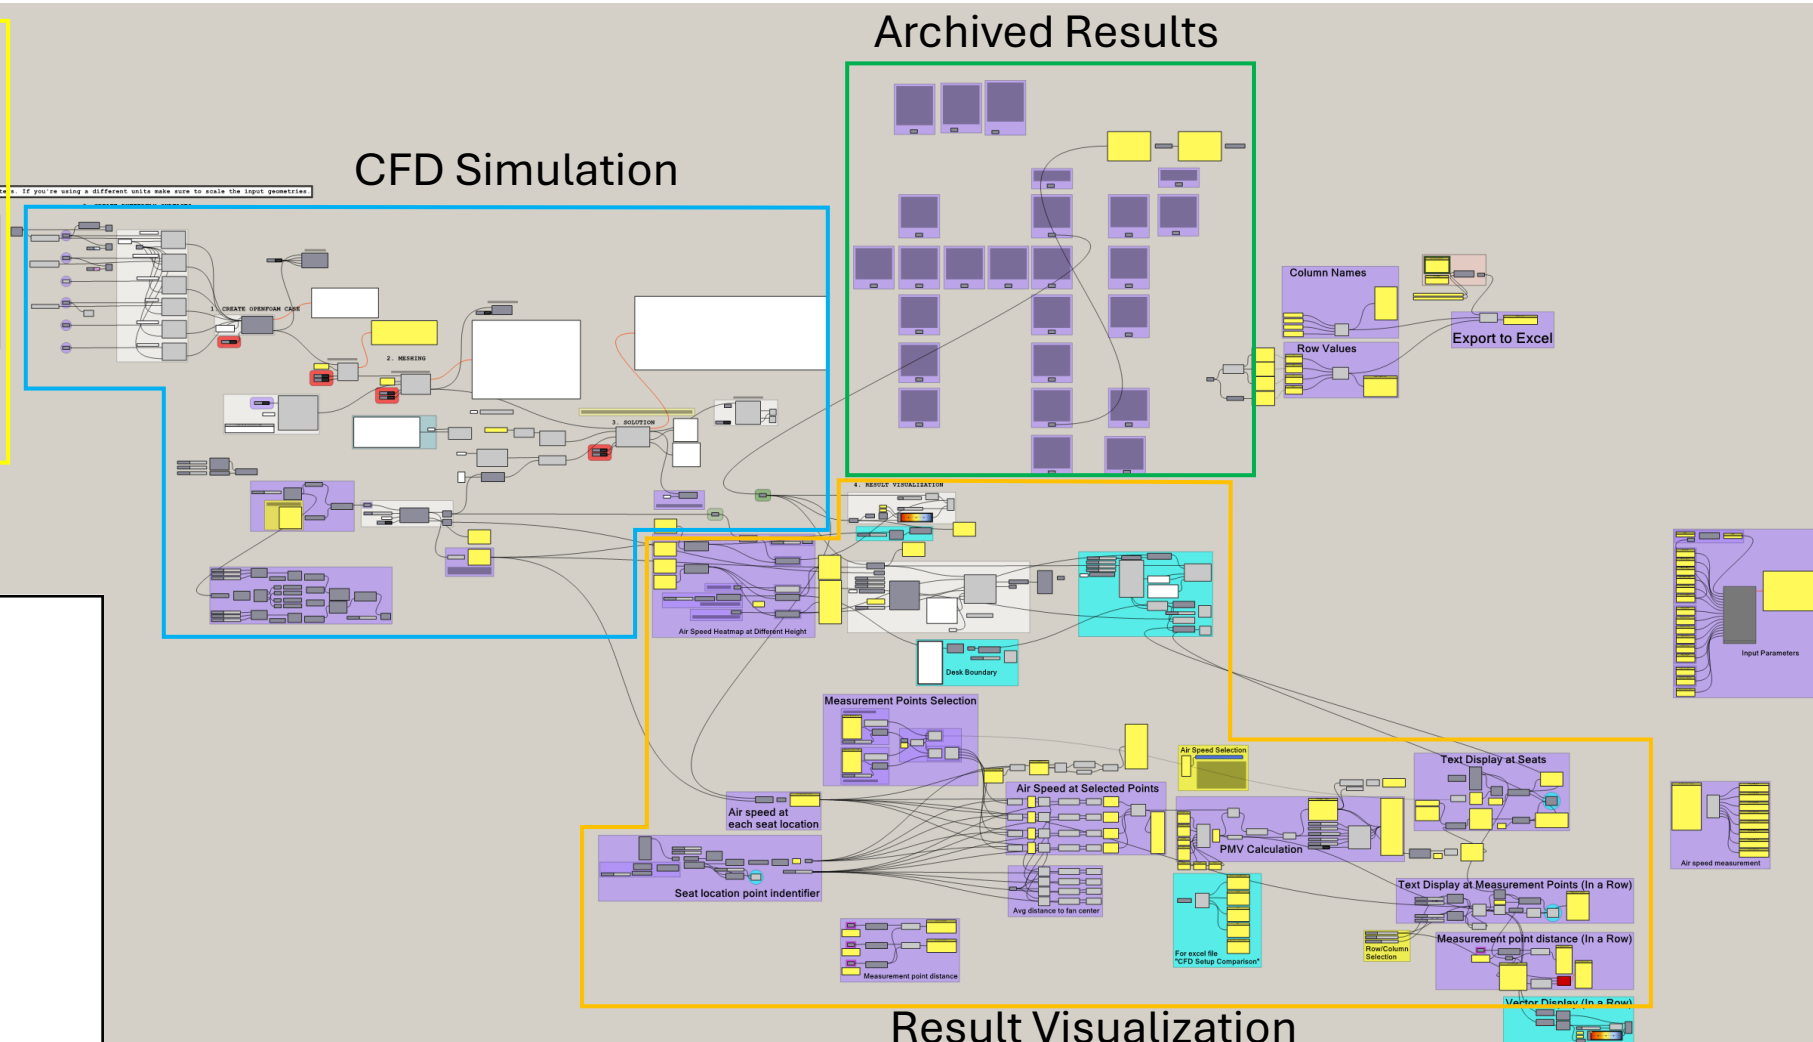 Archived Results
CFD Simulation
ters. If you're using a different units make sure to scale the input geometries.
1. CREATE OPENFOAM CASE
2. MESHING
3. SOLUTION
Column Names
Export to Excel
Row Values
4. RESULT VISUALIZATION
Air Speed Heatmap at Different Height
Desk Boundary
Input Parameters
Measurement Points Selection
Air Speed Selection
Text Display at Seats
Air Speed at Selected Points
Air speed at
each seat location
PMV Calculation
Air speed measurement
Seat location point indentifier
Avg distance to fan center
Text Display at Measurement Points (In a Row)
Measurement point distance (In a Row)
Row/Column
Selection
For excel file
"CFD Setup Comparison"
Measurement point distance
Vector Display (In a Row)
Result Visualization